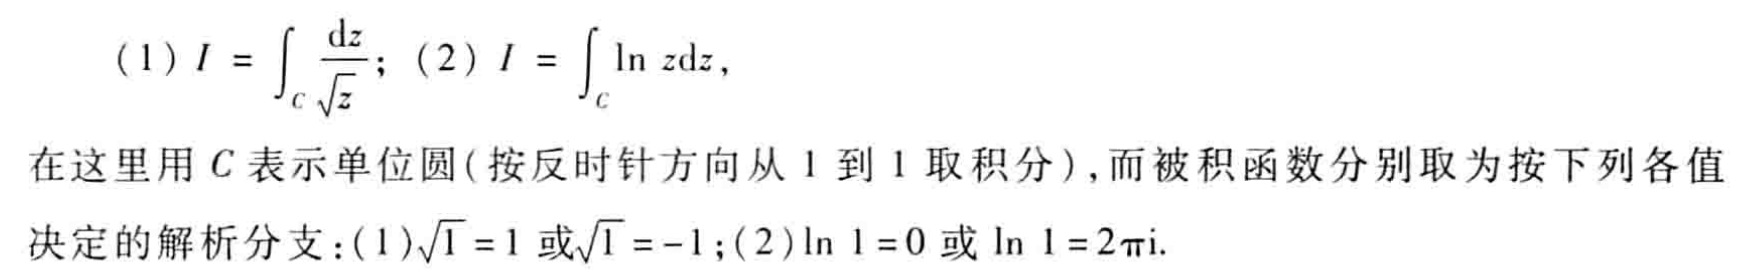 (1) $I = \int_C \frac{\mathrm{d}z}{\sqrt{z}}$; (2) $I = \int_C \ln z\mathrm{d}z$,
在这里用 C 表示单位圆(按反时针方向从 1 到 1 取积分),而被积函数分别取为按下列各值
决定的解析分支:(1)$\sqrt{1}=1$ 或$\sqrt{1}=-1$;(2)$\ln 1=0$ 或 $\ln 1=2\pi\mathrm{i}$.